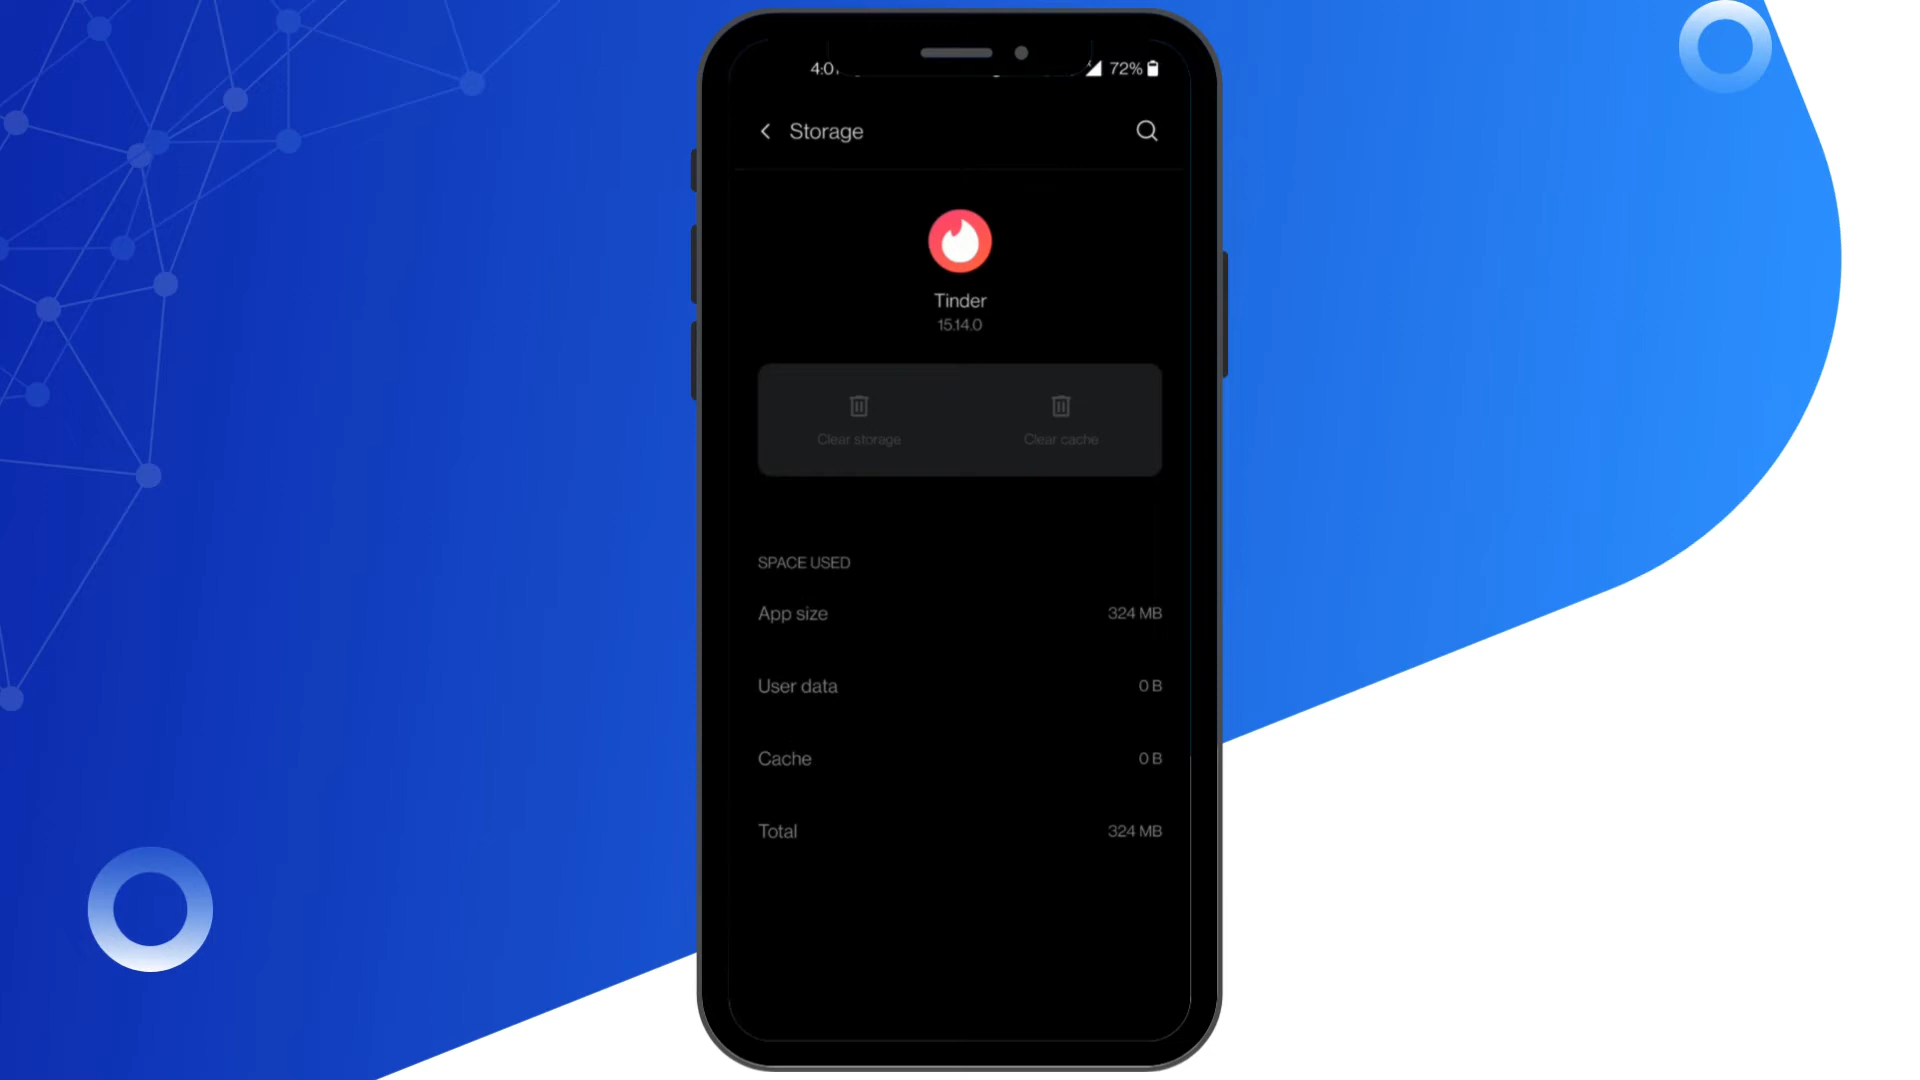 72%
Storage
Tinder
15.14.0
Clear storage
Clear cache
SPACE USED
App size
324 MB
User data
0 B
Cache
0 B
Total
324 MB